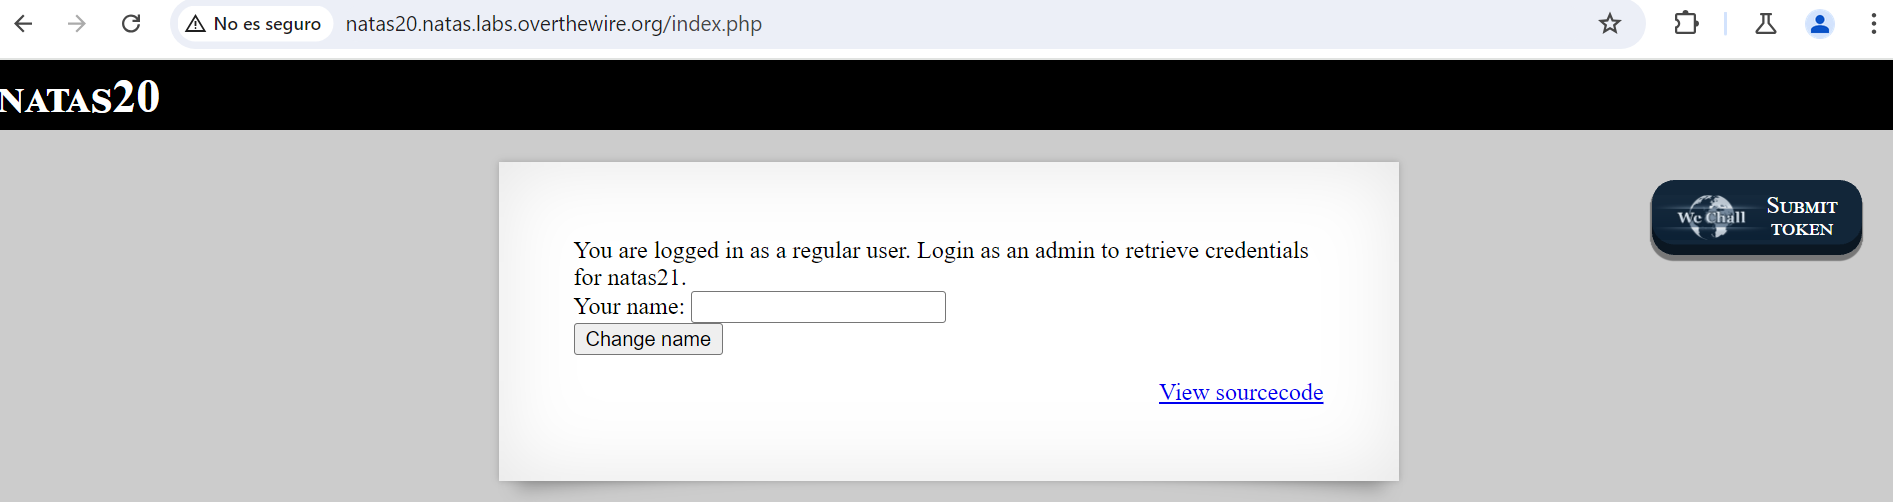 No es seguro natas20.natas.labs.overthewire.org/index.php
NATAS20
We Chall SUBMIT TOKEN
You are logged in as a regular user. Login as an admin to retrieve credentials
for natas21.
Your name:
Change name
View sourcecode